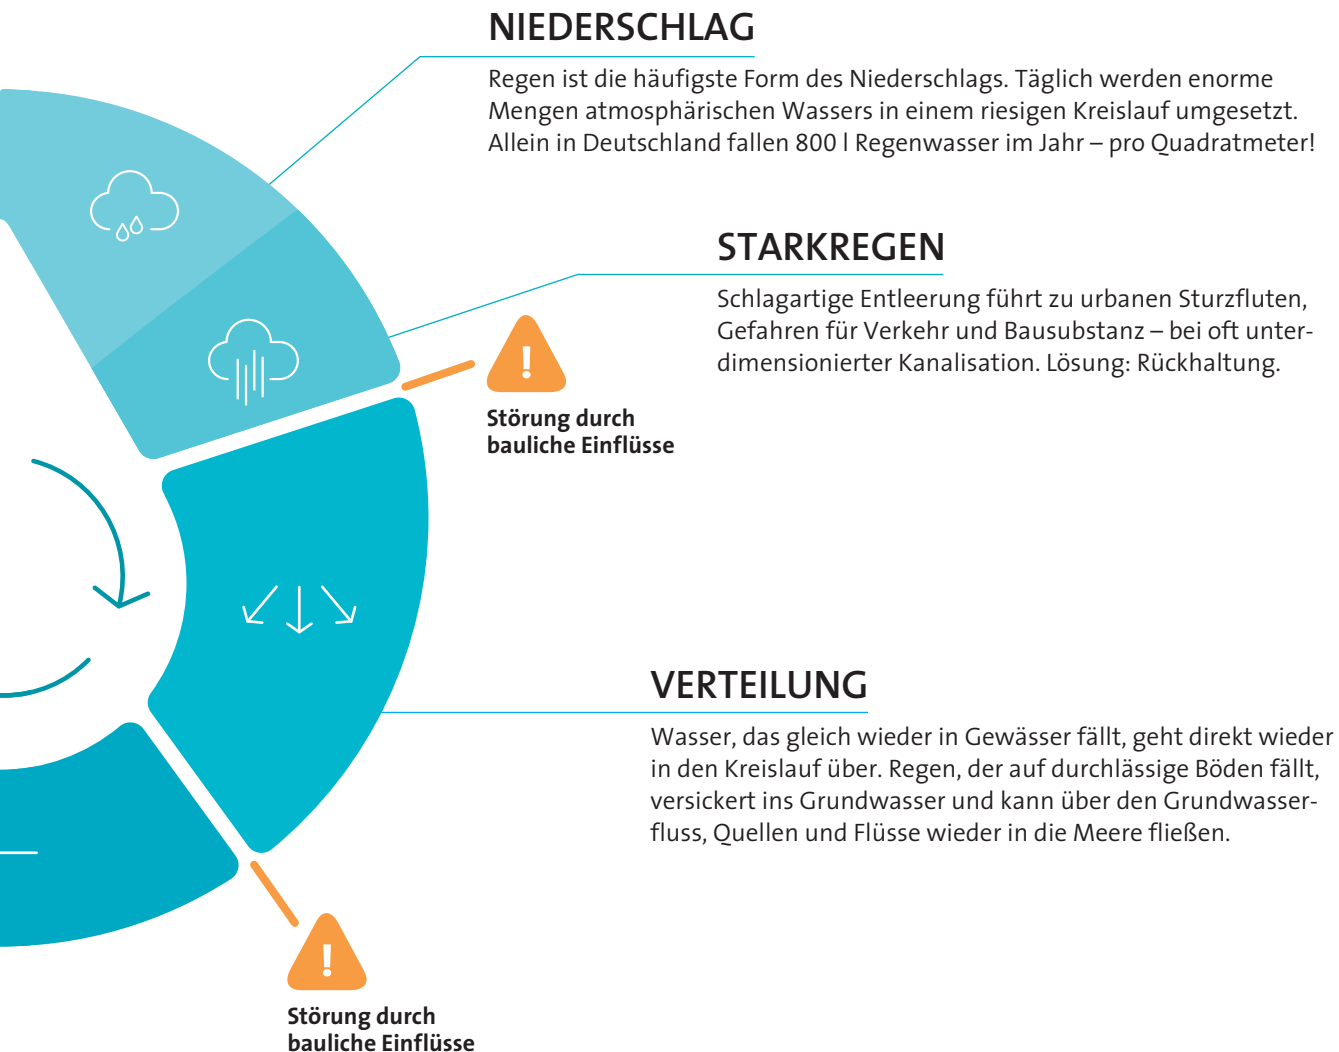 NIEDERSCHLAG
Regen ist die häufigste Form des Niederschlags. Täglich werden enorme
Mengen atmosphärischen Wassers in einem riesigen Kreislauf umgesetzt.
Allein in Deutschland fallen 800 l Regenwasser im Jahr – pro Quadratmeter!
STARKREGEN
Schlagartige Entleerung führt zu urbanen Sturzfluten,
Gefahren für Verkehr und Bausubstanz – bei oft unter-
dimensionierter Kanalisation. Lösung: Rückhaltung.
!
Störung durch
bauliche Einflüsse
VERTEILUNG
Wasser, das gleich wieder in Gewässer fällt, geht direkt wieder
in den Kreislauf über. Regen, der auf durchlässige Böden fällt,
versickert ins Grundwasser und kann über den Grundwasser-
fluss, Quellen und Flüsse wieder in die Meere fließen.
!
Störung durch
bauliche Einflüsse